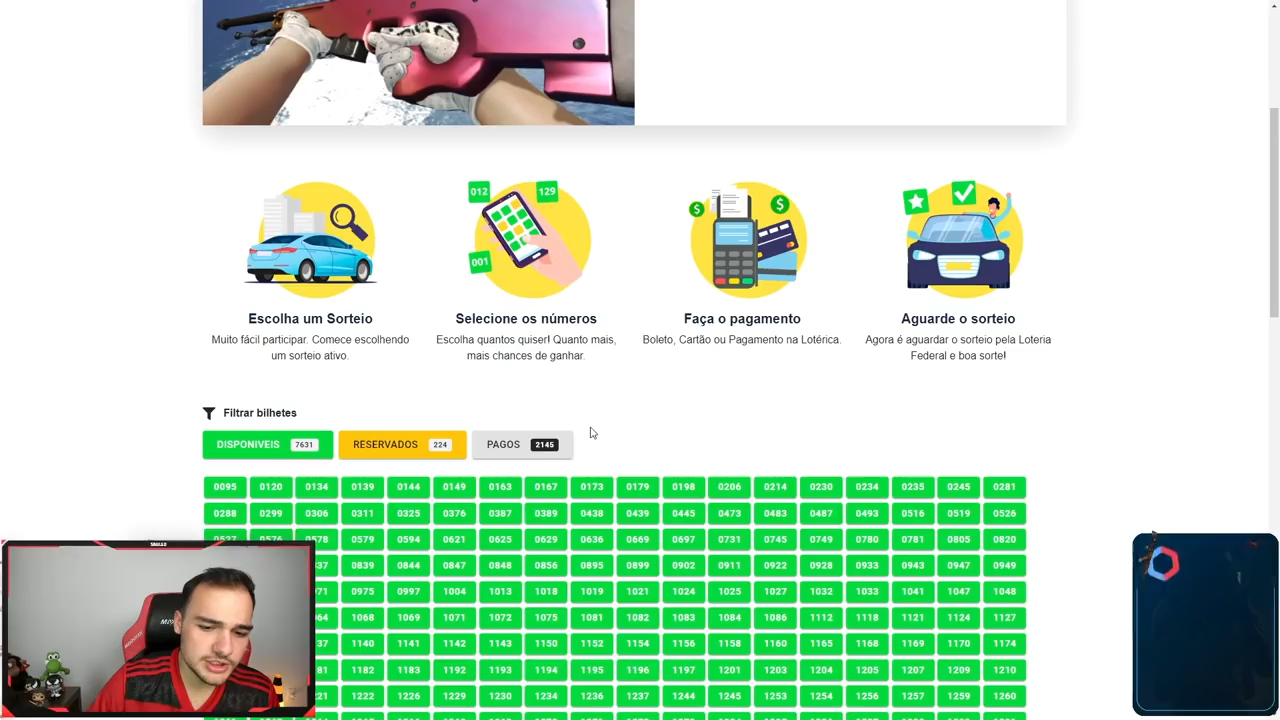 012
129
001
Escolha um Sorteio
Selecione os números
Faça o pagamento
Aguarde o sorteio
Muito fácil participar. Comece escolhendo
um sorteio ativo.
Escolha quantos quiser! Quanto mais,
mais chances de ganhar.
Boleto, Cartão ou Pagamento na Lotérica.
Agora é aguardar o sorteio pela Loteria
Federal e boa sorte!
Filtrar bilhetes
DISPONIVEIS 7631 RESERVADOS 224 PAGOS 2145
0095 0120 0134 0139 0144 0149 0163 0167 0173 0179 0198 0206 0214 0230 0234 0235 0245 0281
0288 0299 0306 0311 0325 0376 0387 0389 0438 0439 0445 0473 0483 0487 0493 0516 0519 0526
0527 0576 0578 0579 0594 0621 0625 0629 0636 0669 0697 0731 0745 0749 0780 0781 0805 0820
37 0839 0844 0847 0848 0856 0895 0899 0902 0911 0922 0928 0933 0943 0947 0949
71 0975 0997 1004 1013 1018 1019 1021 1024 1025 1027 1032 1033 1041 1047 1048
64 1068 1069 1071 1072 1075 1081 1082 1083 1084 1086 1112 1118 1121 1124 1127
37 1140 1141 1142 1143 1150 1152 1154 1156 1158 1160 1165 1168 1169 1170 1174
81 1182 1183 1192 1193 1194 1195 1196 1197 1201 1203 1204 1205 1207 1209 1210
21 1222 1226 1229 1230 1234 1236 1237 1244 1245 1253 1254 1256 1257 1259 1260